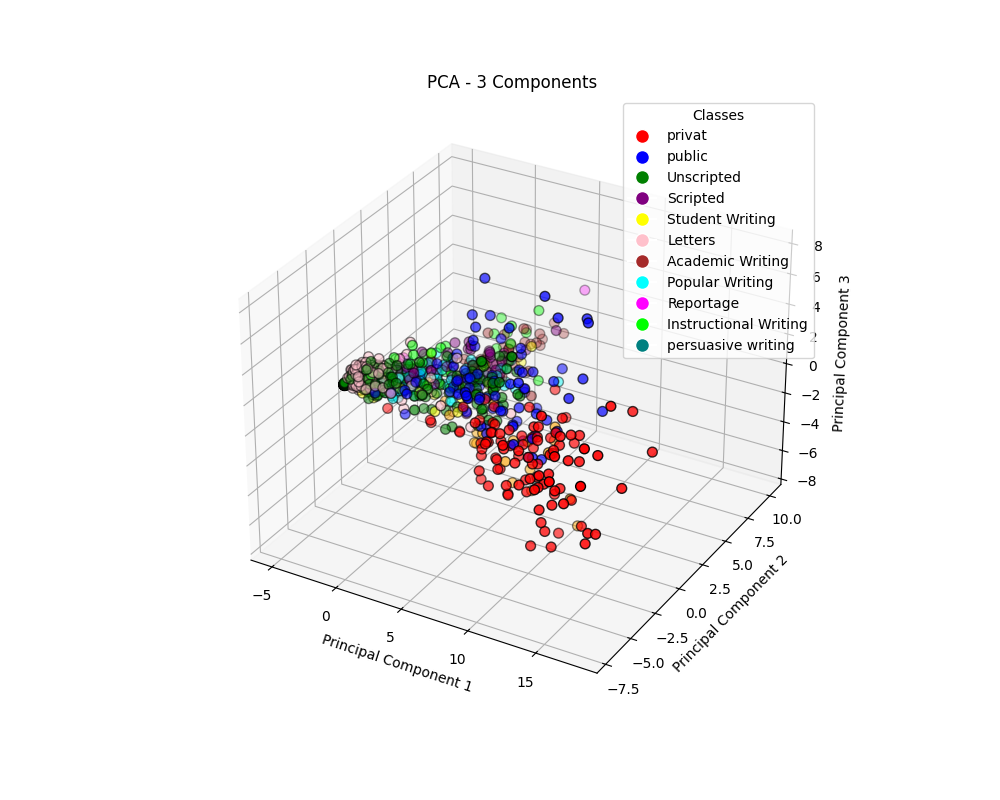 PCA - 3 Components
Classes
privat
public
Unscripted
Scripted
Student Writing
Letters
Academic Writing
Popular Writing
Reportage
Instructional Writing
persuasive writing
8
6
4
2
0
−2
−4
−6
−8
Principal Component 3
10.0
7.5
5.0
2.5
0.0
−2.5
−5.0
−7.5
Principal Component 2
−5
0
5
10
15
Principal Component 1